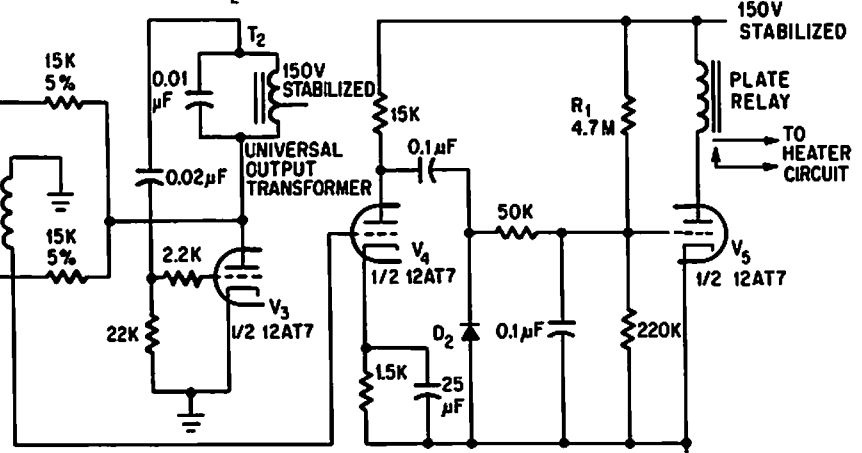 2
T2
15K
5%
0.01
μF
150V
STABILIZED
UNIVERSAL
OUTPUT
TRANSFORMER
0.02μF
15K
5%
2.2K
22K
V3
1/2 12AT7
15K
0.1μF
V4
1/2 12AT7
50K
D2
0.1μF
1.5K
25
μF
150V
STABILIZED
R1
4.7M
PLATE
RELAY
TO
HEATER
CIRCUIT
V5
1/2 12AT7
220K